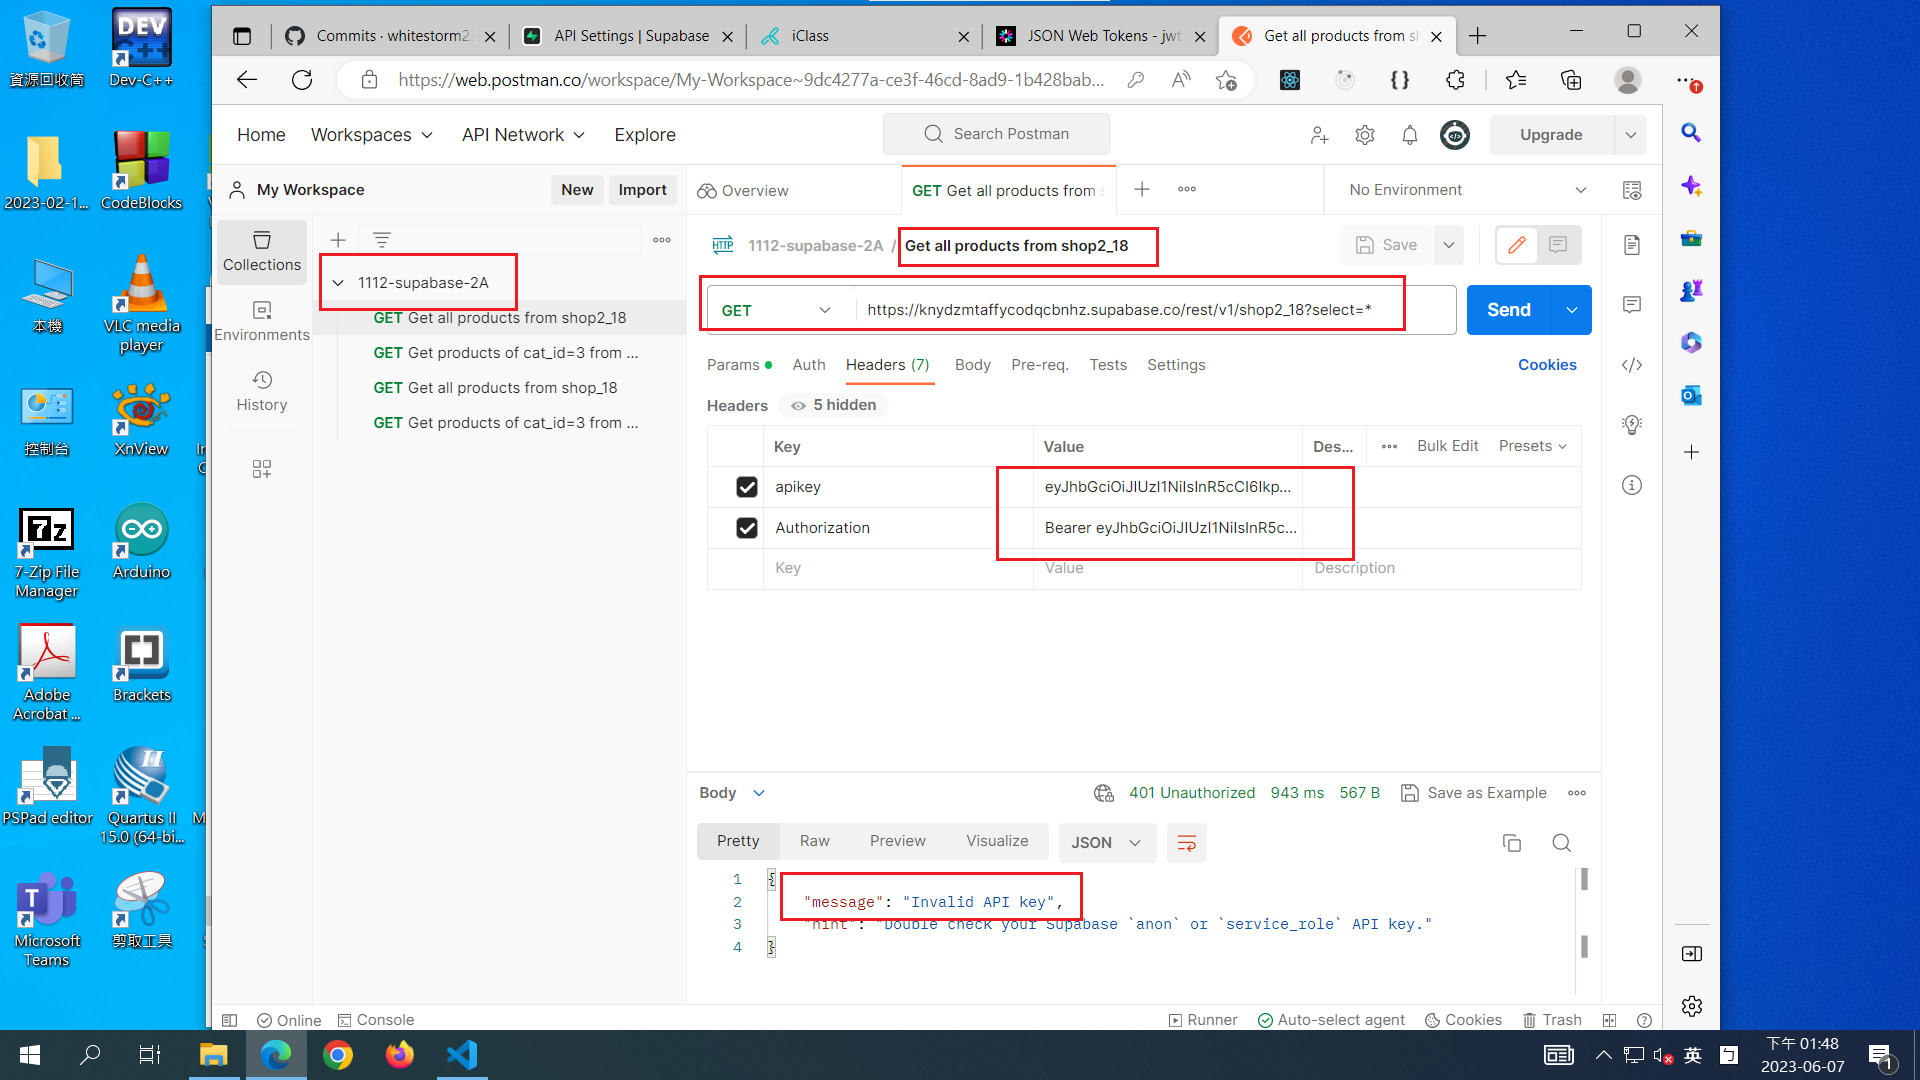 資源回收筒
Dev-C++
2023-02-1...
CodeBlocks
本機
VLC media player
控制台
XnView
7-Zip File Manager
Arduino
Adobe Acrobat ...
Brackets
PSPad editor
Quartus II 15.0 (64-bi...
Microsoft Teams
剪取工具
Commits · whitestorm2
API Settings | Supabase
iClass
JSON Web Tokens - jwt
Get all products from sh
https://web.postman.co/workspace/My-Workspace~9dc4277a-ce3f-46cd-8ad9-1b428bab...
Home
Workspaces
API Network
Explore
Search Postman
Upgrade
My Workspace
New
Import
Overview
GET Get all products from s
No Environment
Collections
Environments
History
1112-supabase-2A
GET Get all products from shop2_18
GET Get products of cat_id=3 from ...
GET Get all products from shop_18
GET Get products of cat_id=3 from ...
HTTP
1112-supabase-2A / Get all products from shop2_18
Save
GET
https://knydzmtaffycodqcbnhz.supabase.co/rest/v1/shop2_18?select=*
Send
Params
Auth
Headers (7)
Body
Pre-req.
Tests
Settings
Cookies
Headers
5 hidden
Key
Value
Des...
Bulk Edit
Presets
apikey
eyJhbGciOiJIUzI1NiIsInR5cCI6Ikp...
Authorization
Bearer eyJhbGciOiJIUzI1NiIsInR5c...
Key
Value
Description
Body
401 Unauthorized
943 ms
567 B
Save as Example
Pretty
Raw
Preview
Visualize
JSON
1 {
2 "message": "Invalid API key",
3 "hint": "Double check your Supabase `anon` or `service_role` API key."
4 }
Online
Console
Runner
Auto-select agent
Cookies
Trash
英
ㄅ
下午 01:48
2023-06-07
1